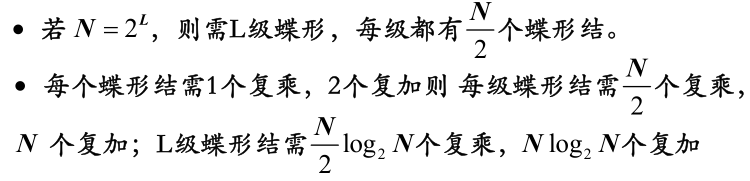 • 若 N = 2^L，则需L级蝶形，每级都有 N/2 个蝶形结。
• 每个蝶形结需1个复乘，2个复加则 每级蝶形结需 N/2 个复乘，
N 个复加；L级蝶形结需 N/2 log₂ N个复乘，N log₂ N个复加